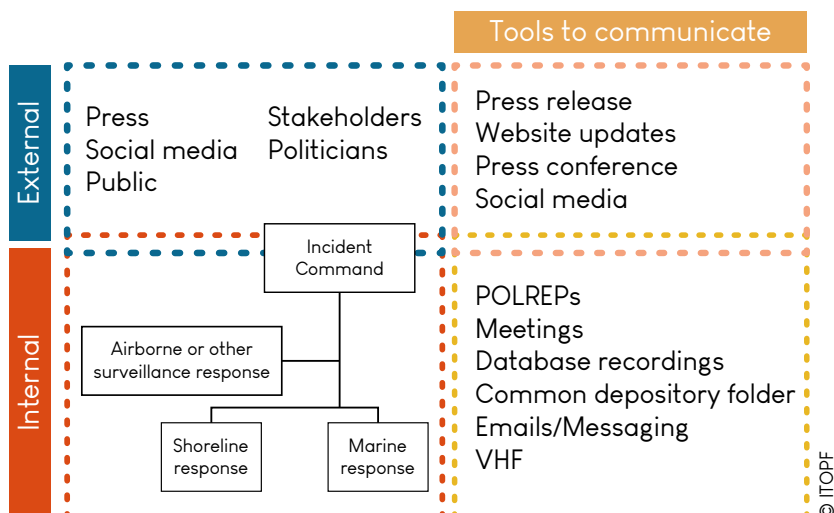 Tools to communicate
External
Press
Social media
Public
Stakeholders
Politicians
Press release
Website updates
Press conference
Social media
Internal
Incident
Command
Airborne or other
surveillance response
Shoreline
response
Marine
response
POLREPs
Meetings
Database recordings
Common depository folder
Emails/Messaging
VHF
© ITOPF